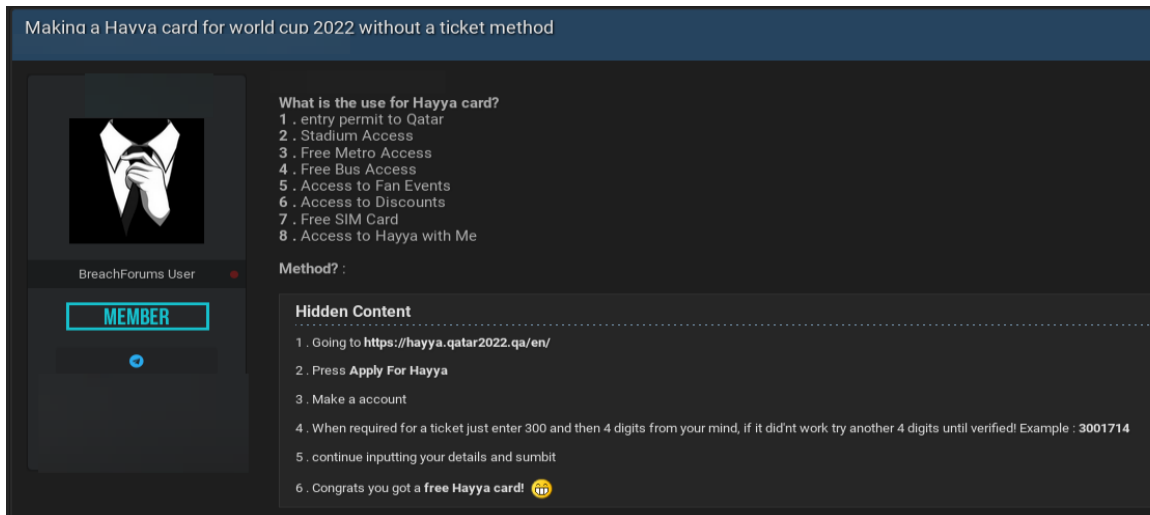 Making a Hayya card for world cup 2022 without a ticket method
What is the use for Hayya card?
1 . entry permit to Qatar
2 . Stadium Access
3 . Free Metro Access
4 . Free Bus Access
5 . Access to Fan Events
6 . Access to Discounts
7 . Free SIM Card
8 . Access to Hayya with Me
BreachForums User
MEMBER
Method? :
Hidden Content
1 . Going to https://hayya.qatar2022.qa/en/
2 . Press Apply For Hayya
3 . Make a account
4 . When required for a ticket just enter 300 and then 4 digits from your mind, if it did'nt work try another 4 digits until verified! Example : 3001714
5 . continue inputting your details and sumbit
6 . Congrats you got a free Hayya card!